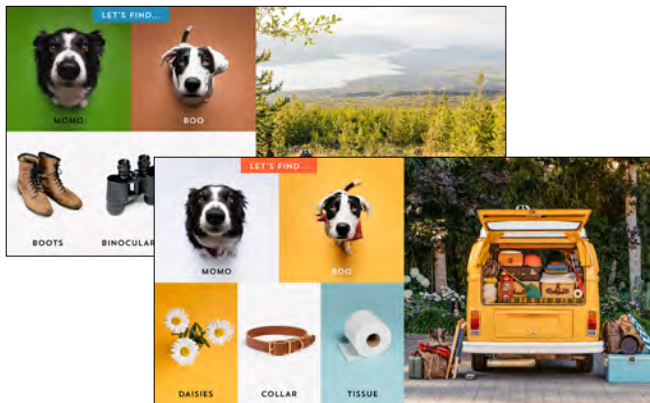 LET'S FIND...
MOMO
BOO
BOOTS
BINOCULAR
LET'S FIND...
MOMO
BOO
DAISIES
COLLAR
TISSUE